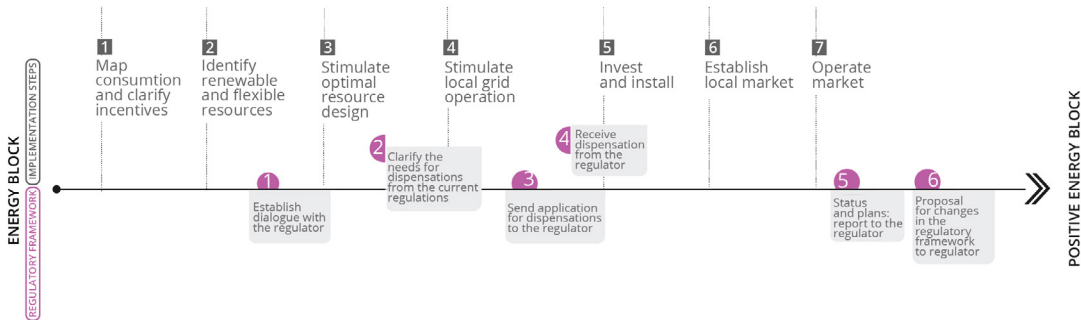 ENERGY BLOCK
IMPLEMENTATION STEPS
REGULATORY FRAMEWORK
1
Map
consumtion
and clarify
incentives
2
Identify
renewable
and flexible
resources
3
Stimulate
optimal
resource
design
4
Stimulate
local grid
operation
5
Invest
and install
6
Establish
local market
7
Operate
market
1
Establish
dialogue with
the regulator
2
Clarify the
needs for
dispensations
from the current
regulations
3
Send application
for dispensations
to the regulator
4
Receive
dispensation
from the
regulator
5
Status
and plans:
report to the
regulator
6
Proposal
for changes
in the
regulatory
framework
to regulator
POSITIVE ENERGY BLOCK